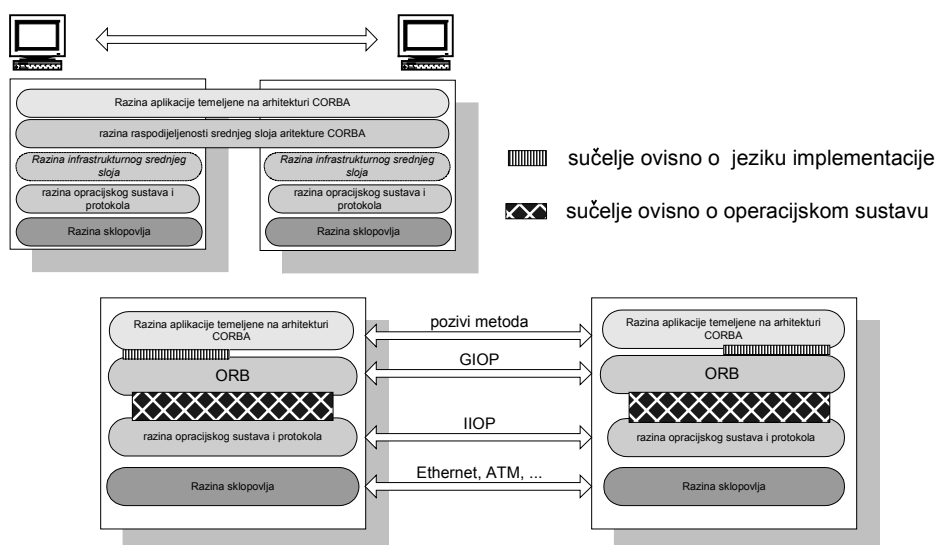 Razina aplikacije temeljene na arhitekturi CORBA
razina raspodijeljenosti srednjeg sloja aritekture CORBA
Razina infrastrukturnog srednjeg
sloja
Razina infrastrukturnog srednjeg
sloja
razina opracijskog sustava i
protokola
razina opracijskog sustava i
protokola
Razina sklopovlja
Razina sklopovlja
sučelje ovisno o jeziku implementacije
sučelje ovisno o operacijskom sustavu
Razina aplikacije temeljene na arhitekturi
CORBA
ORB
razina opracijskog sustava i protokola
Razina sklopovlja
pozivi metoda
GIOP
IIOP
Ethernet, ATM, ...
Razina aplikacije temeljene na arhitekturi
CORBA
ORB
razina opracijskog sustava i protokola
Razina sklopovlja